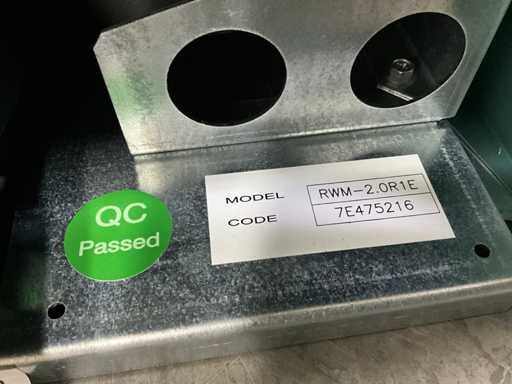 QC
Passed
MODEL RWM-2.0R1E
CODE 7E475216